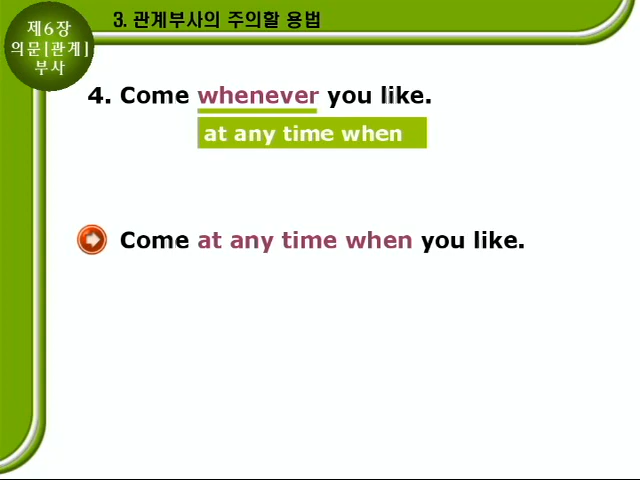 제6장
의문[관계]
부사
3. 관계부사의 주의할 용법
4. Come whenever you like.
at any time when
Come at any time when you like.